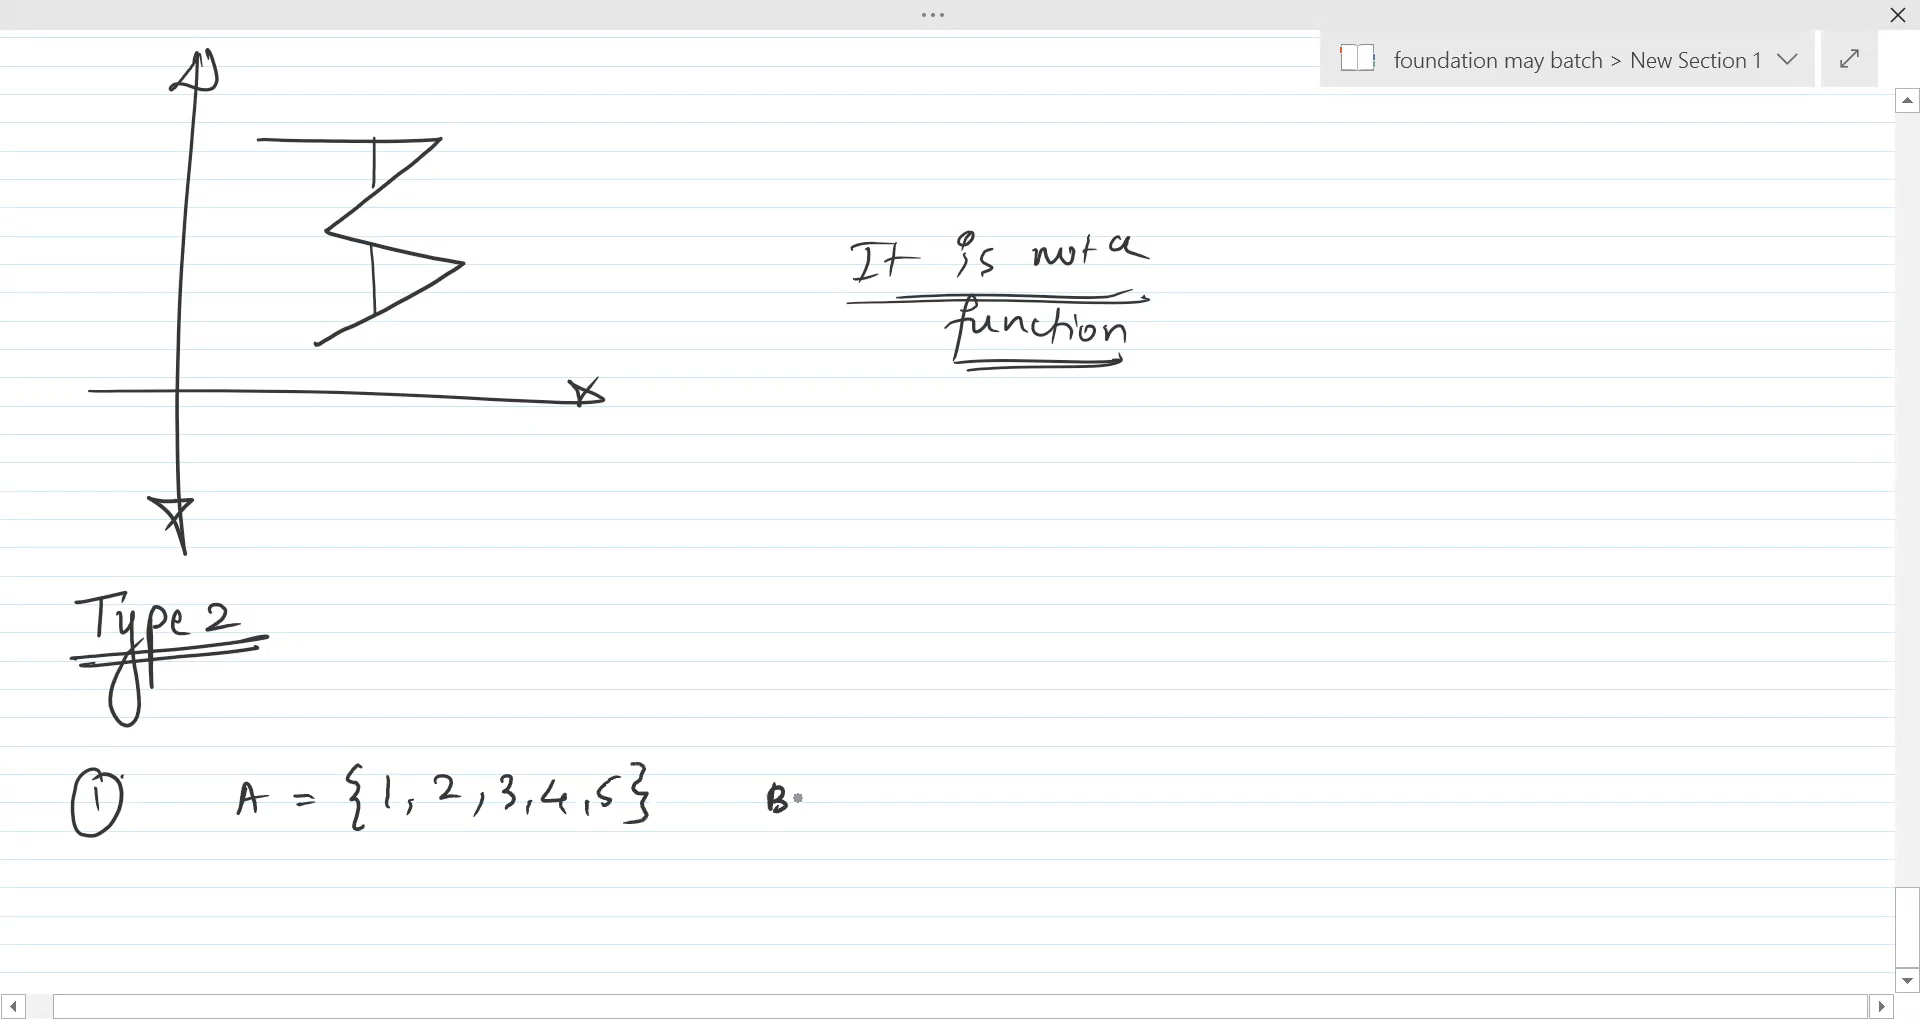 foundation may batch > New Section 1
It is not a
function
Type 2
① A = {1, 2, 3, 4, 5} B